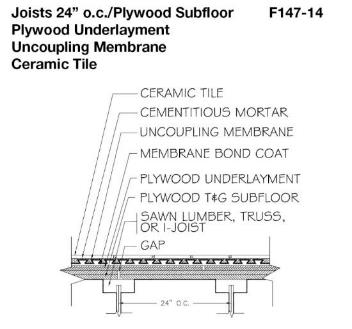 Joists 24" o.c./Plywood Subfloor F147-14
Plywood Underlayment
Uncoupling Membrane
Ceramic Tile
CERAMIC TILE
CEMENTITIOUS MORTAR
UNCOUPLING MEMBRANE
MEMBRANE BOND COAT
PLYWOOD UNDERLAYMENT
PLYWOOD T&G SUBFLOOR
SAWN LUMBER, TRUSS,
OR I-JOIST
GAP
24" O.C.